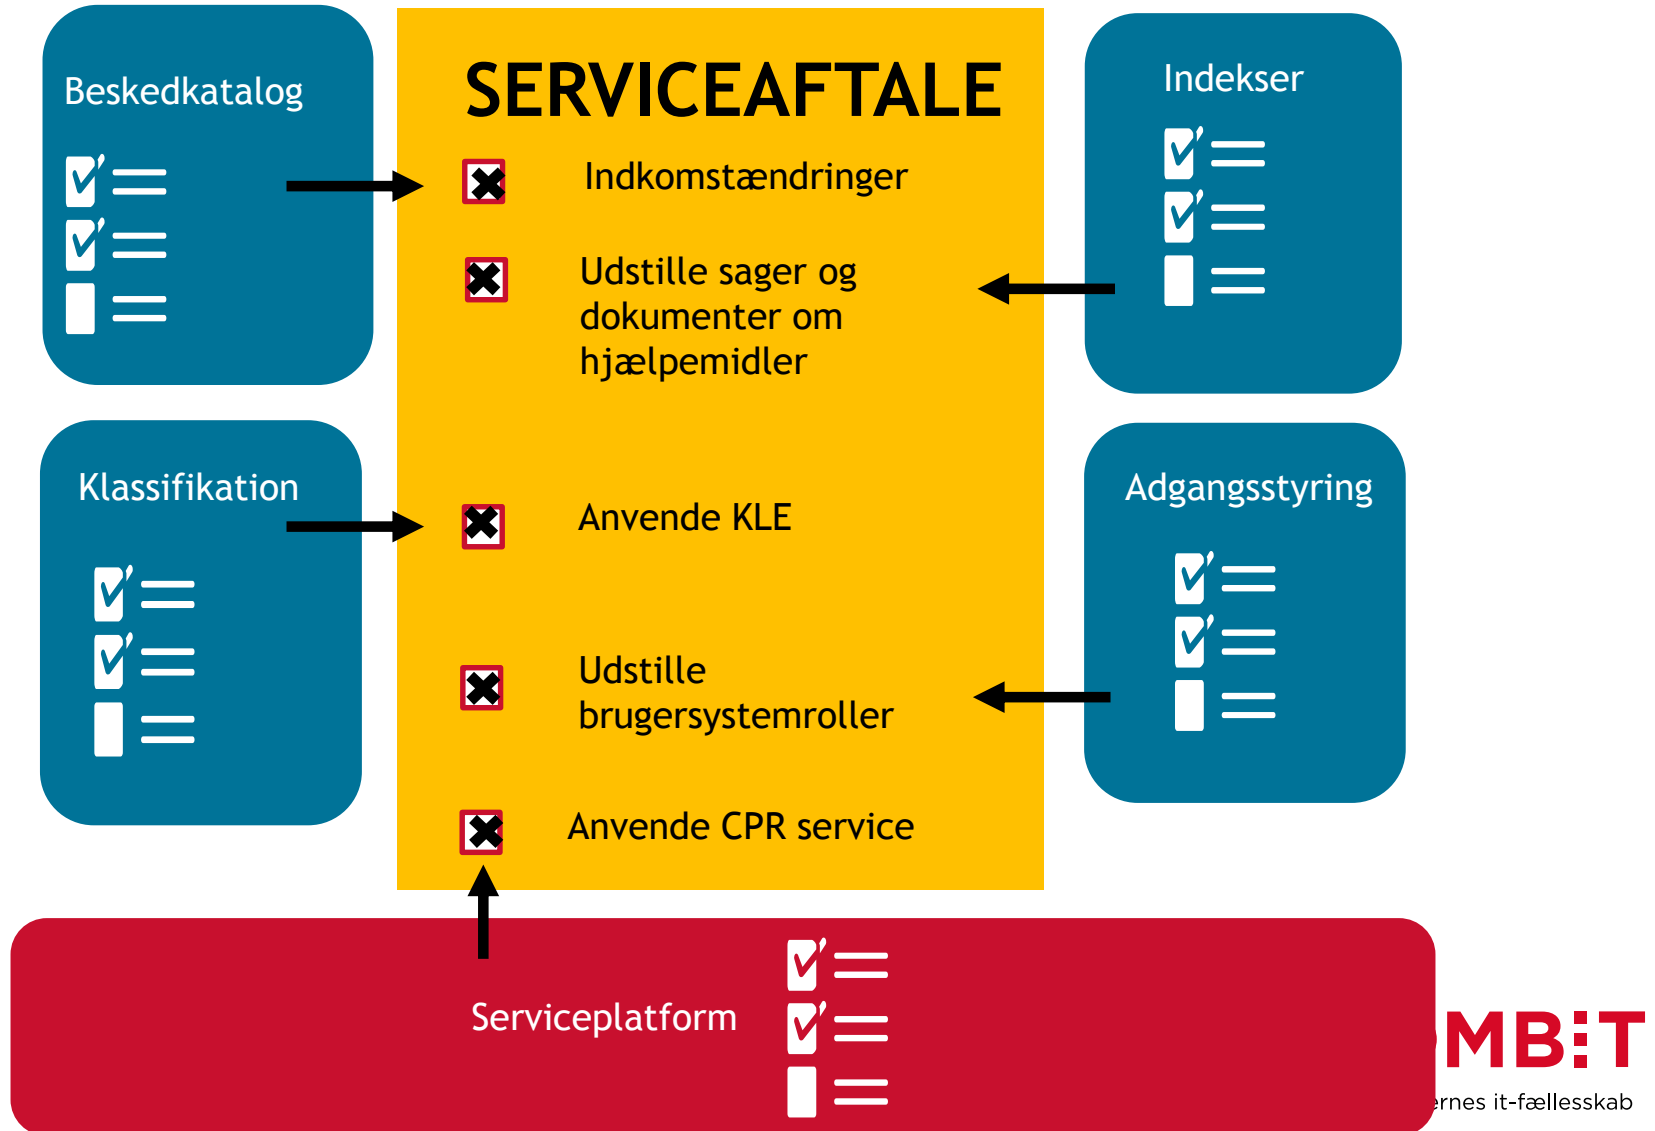 Beskedkatalog
SERVICEAFTALE
Indekser
Indkomstændringer
Udstille sager og
dokumenter om
hjælpemidler
Klassifikation
Anvende KLE
Adgangsstyring
Udstille
brugersystemroller
Anvende CPR service
Serviceplatform
MBIT
ernes it-fællesskab